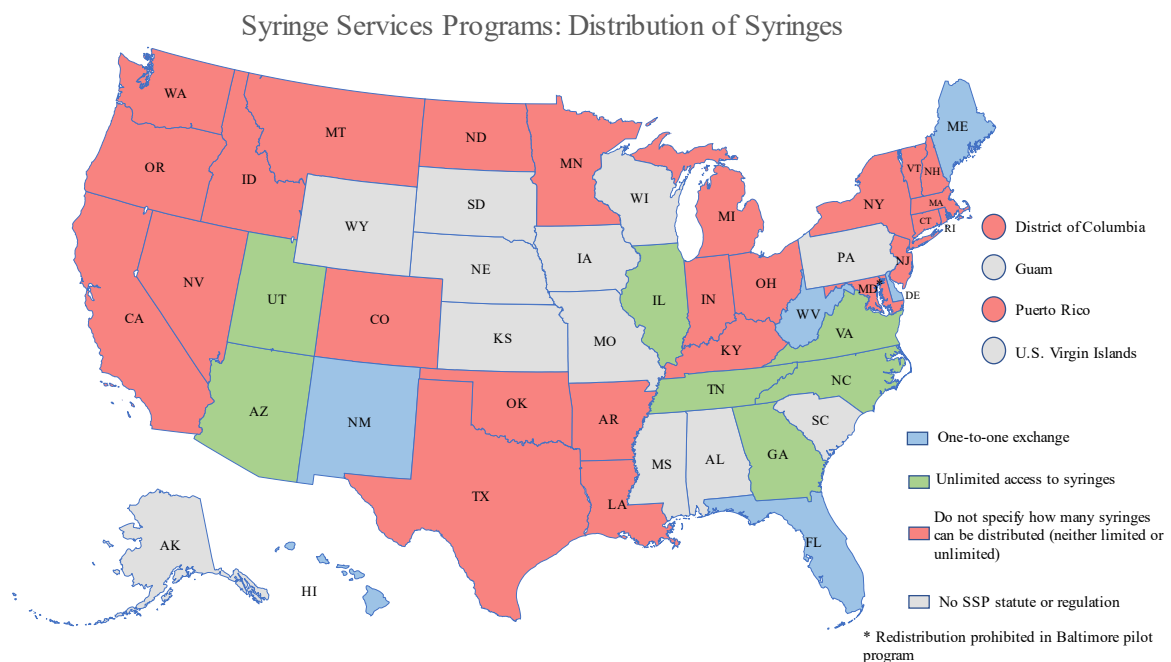 Syringe Services Programs: Distribution of Syringes
WA
MT
ND
MN
ME
OR
ID
VT
NH
WI
SD
NY
MA
MI
WY
CT
RI
District of Columbia
IA
PA
NE
NJ
Guam
NV
OH
MD*
UT
IL
IN
DE
Puerto Rico
WV
CA
CO
VA
KS
MO
KY
U.S. Virgin Islands
NC
TN
OK
AZ
AR
NM
SC
One-to-one exchange
GA
MS
AL
Unlimited access to syringes
TX
LA
Do not specify how many syringes
can be distributed (neither limited or
unlimited)
AK
FL
HI
No SSP statute or regulation
* Redistribution prohibited in Baltimore pilot
program